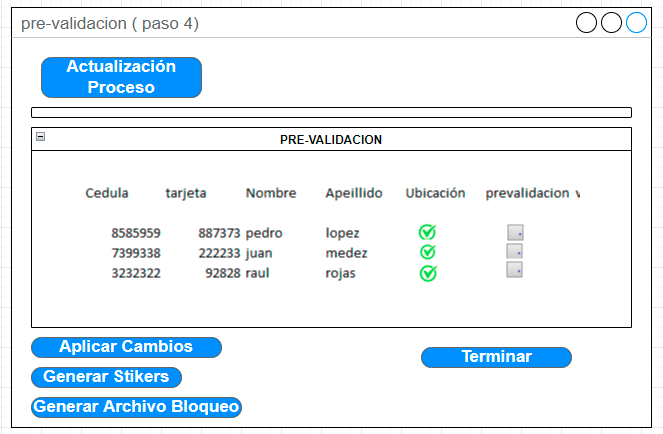 pre-validacion ( paso 4)
Actualización
Proceso
PRE-VALIDACION
Cedula tarjeta Nombre Apeillido Ubicación prevalidacion v
8585959 887373 pedro lopez
7399338 222233 juan medez
3232322 92828 raul rojas
Aplicar Cambios
Terminar
Generar Stikers
Generar Archivo Bloqueo